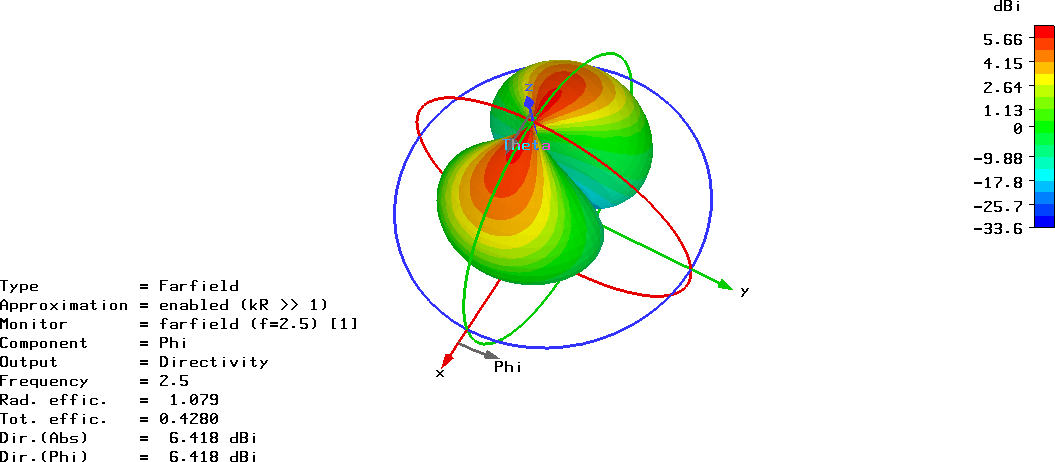 dBi
5.66
4.15
2.64
1.13
0
-9.88
-17.8
-25.7
-33.6
z
Theta
y
x
Phi
Type = Farfield
Approximation = enabled (kR >> 1)
Monitor = farfield (f=2.5) [1]
Component = Phi
Output = Directivity
Frequency = 2.5
Rad. effic. = 1.079
Tot. effic. = 0.4280
Dir.(Abs) = 6.418 dBi
Dir.(Phi) = 6.418 dBi